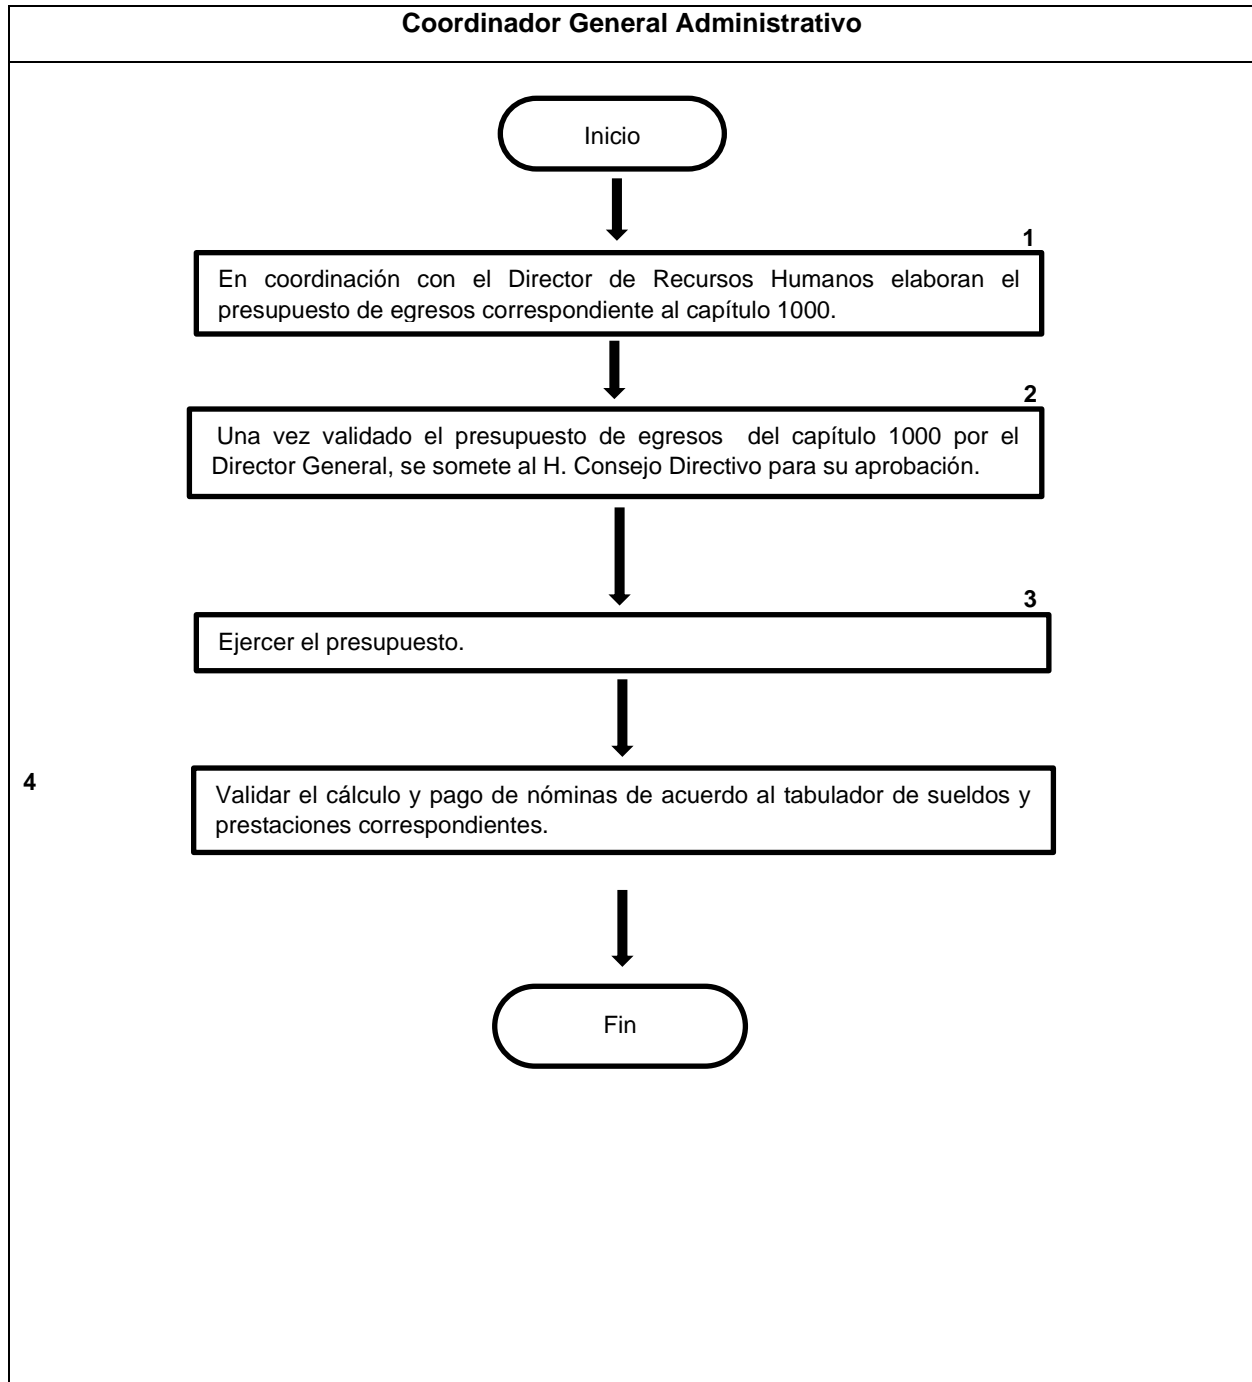 Coordinador General Administrativo
Inicio
1
En coordinación con el Director de Recursos Humanos elaboran el
presupuesto de egresos correspondiente al capítulo 1000.
2
Una vez validado el presupuesto de egresos del capítulo 1000 por el
Director General, se somete al H. Consejo Directivo para su aprobación.
3
Ejercer el presupuesto.
4
Validar el cálculo y pago de nóminas de acuerdo al tabulador de sueldos y
prestaciones correspondientes.
Fin